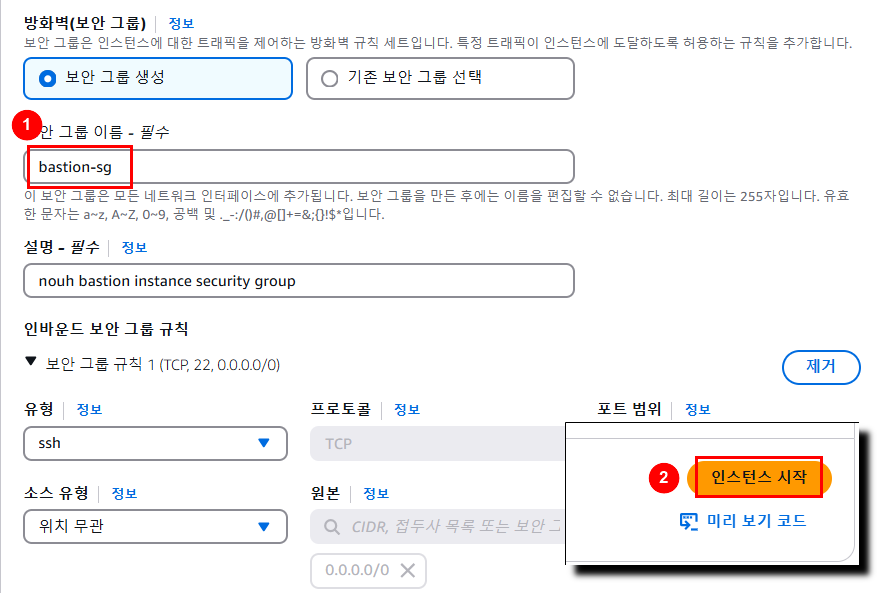 방화벽(보안 그룹) 정보
보안 그룹은 인스턴스에 대한 트래픽을 제어하는 방화벽 규칙 세트입니다. 특정 트래픽이 인스턴스에 도달하도록 허용하는 규칙을 추가합니다.
보안 그룹 생성
기존 보안 그룹 선택
1
안 그룹 이름 - 필수
bastion-sg
이 보안 그룹은 모든 네트워크 인터페이스에 추가됩니다. 보안 그룹을 만든 후에는 이름을 편집할 수 없습니다. 최대 길이는 255자입니다. 유효
한 문자는 a~z, A~Z, 0~9, 공백 및 ._-:/()#,@[]+=&;{}!$*입니다.
설명 - 필수 정보
nouh bastion instance security group
인바운드 보안 그룹 규칙
보안 그룹 규칙 1 (TCP, 22, 0.0.0.0/0)
제거
유형 정보
프로토콜 정보
포트 범위 정보
ssh
TCP
소스 유형 정보
원본 정보
위치 무관
CIDR, 접두사 목록 또는 보안 그
0.0.0.0/0
2
인스턴스 시작
미리 보기 코드